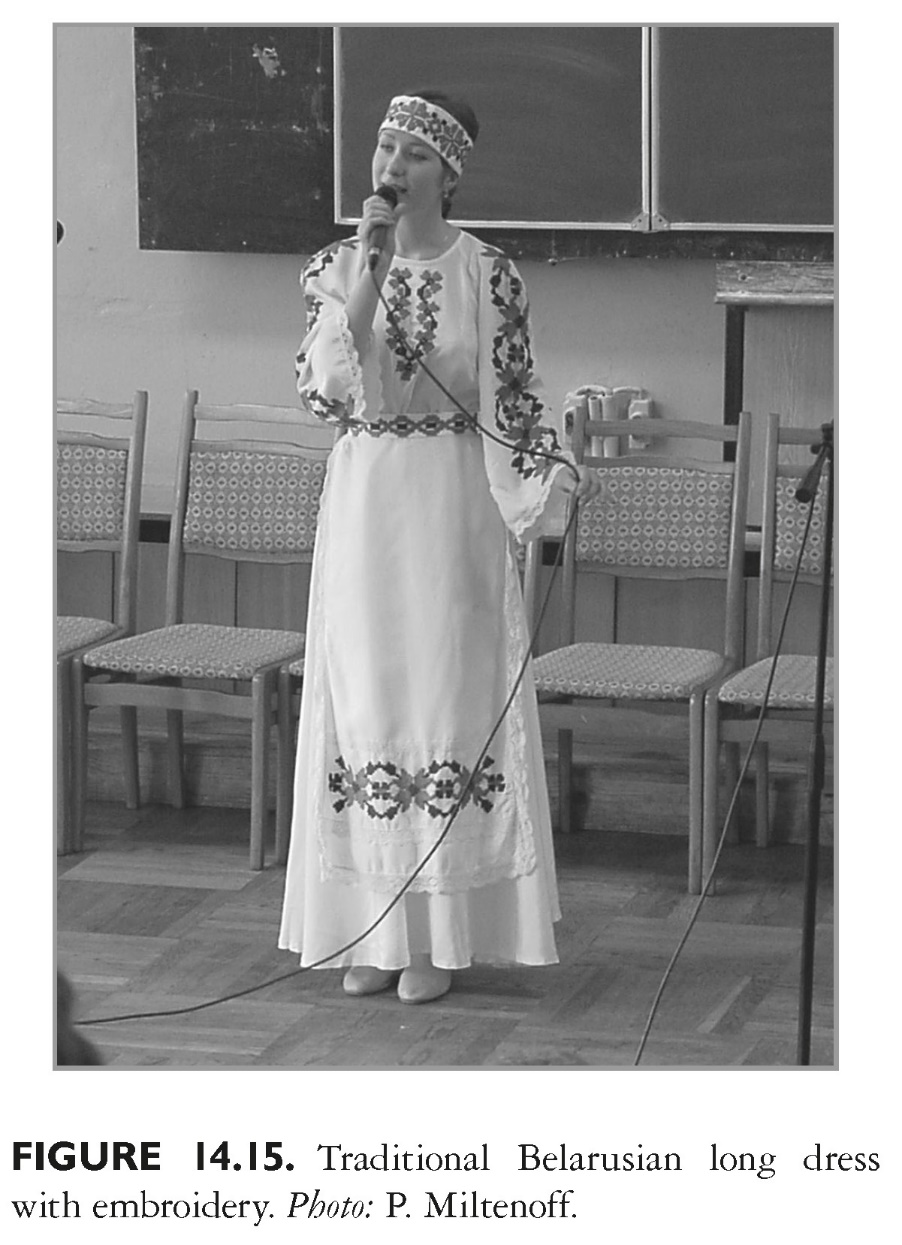 FIGURE 14.15. Traditional Belarusian long dress
with embroidery. Photo: P. Miltenoff.